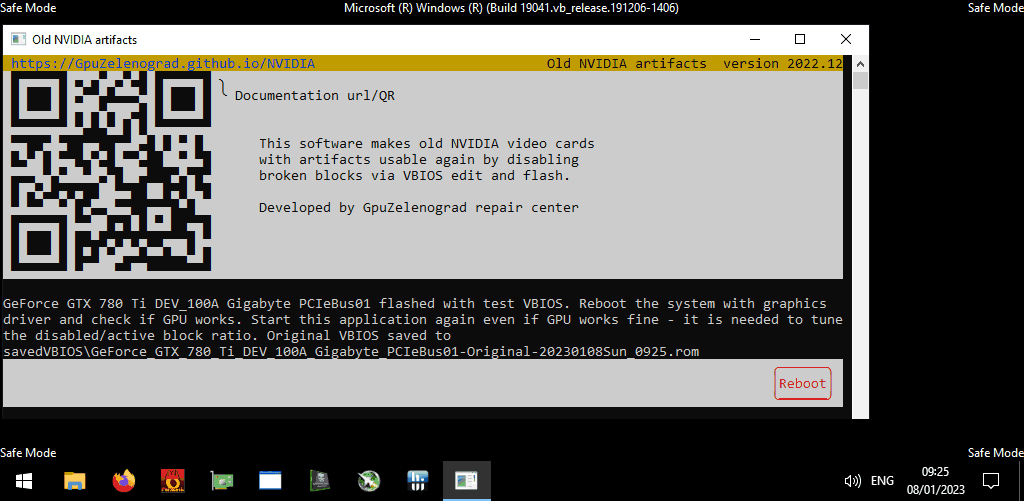 Safe Mode
Microsoft (R) Windows (R) (Build 19041.vb_release.191206-1406)
Safe Mode
Old NVIDIA artifacts
https://GpuZelenograd.github.io/NVIDIA
Old NVIDIA artifacts  version 2022.12
Documentation url/QR
This software makes old NVIDIA video cards
with artifacts usable again by disabling
broken blocks via VBIOS edit and flash.
Developed by GpuZelenograd repair center
GeForce GTX 780 Ti DEV_100A Gigabyte PCIeBus01 flashed with test VBIOS. Reboot the system with graphics
driver and check if GPU works. Start this application again even if GPU works fine - it is needed to tune
the disabled/active block ratio. Original VBIOS saved to
savedVBIOS\GeForce_GTX_780_Ti_DEV_100A_Gigabyte_PCIeBus01-Original-20230108Sun_0925.rom
Reboot
Safe Mode
Safe Mode
ENG
09:25
08/01/2023